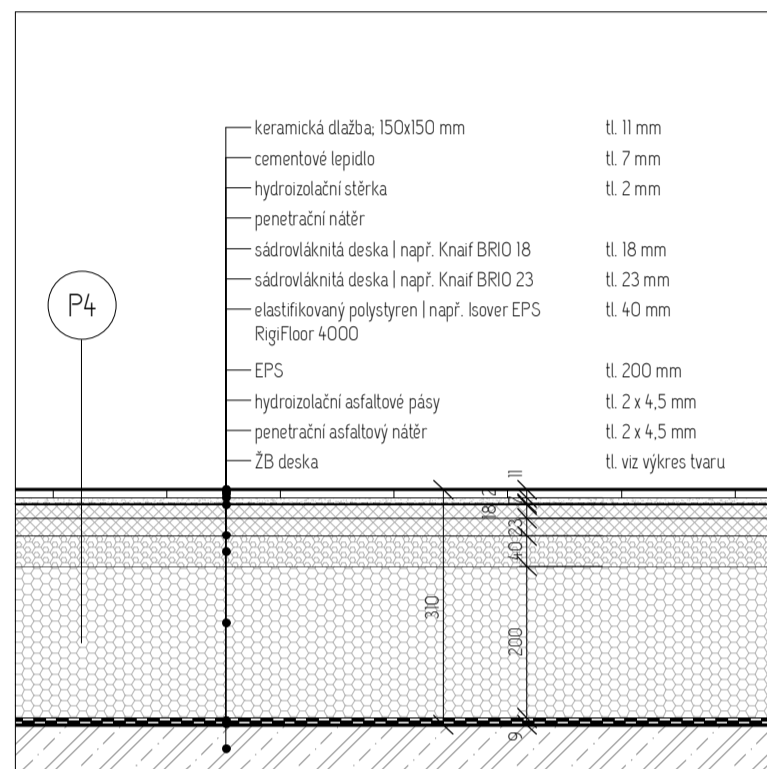 keramická dlažba; 150x150 mm tl. 11 mm
cementové lepidlo tl. 7 mm
hydroizolační stěrka tl. 2 mm
penetrační nátěr
sádrovláknitá deska | např. Knaif BRIO 18 tl. 18 mm
sádrovláknitá deska | např. Knaif BRIO 23 tl. 23 mm
elastifikovaný polystyren | např. Isover EPS tl. 40 mm
RigiFloor 4000
P4
EPS tl. 200 mm
hydroizolační asfaltové pásy tl. 2 x 4,5 mm
penetrační asfaltový nátěr tl. 2 x 4,5 mm
ŽB deska tl. viz výkres tvaru
11
2
18
23
40
310
200
9